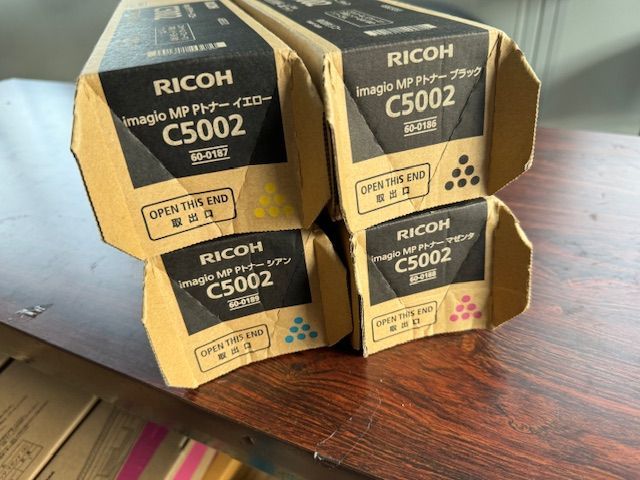 RICOH
imagio MP Pトナー イエロー
C5002
60-0187
OPEN THIS END
取出口
RICOH
imagio MP Pトナー ブラック
C5002
60-0186
OPEN THIS END
取出口
RICOH
imagio MP Pトナー シアン
C5002
60-0189
OPEN THIS END
取出口
RICOH
imagio MP Pトナー マゼンタ
C5002
60-0188
OPEN THIS END
取出口